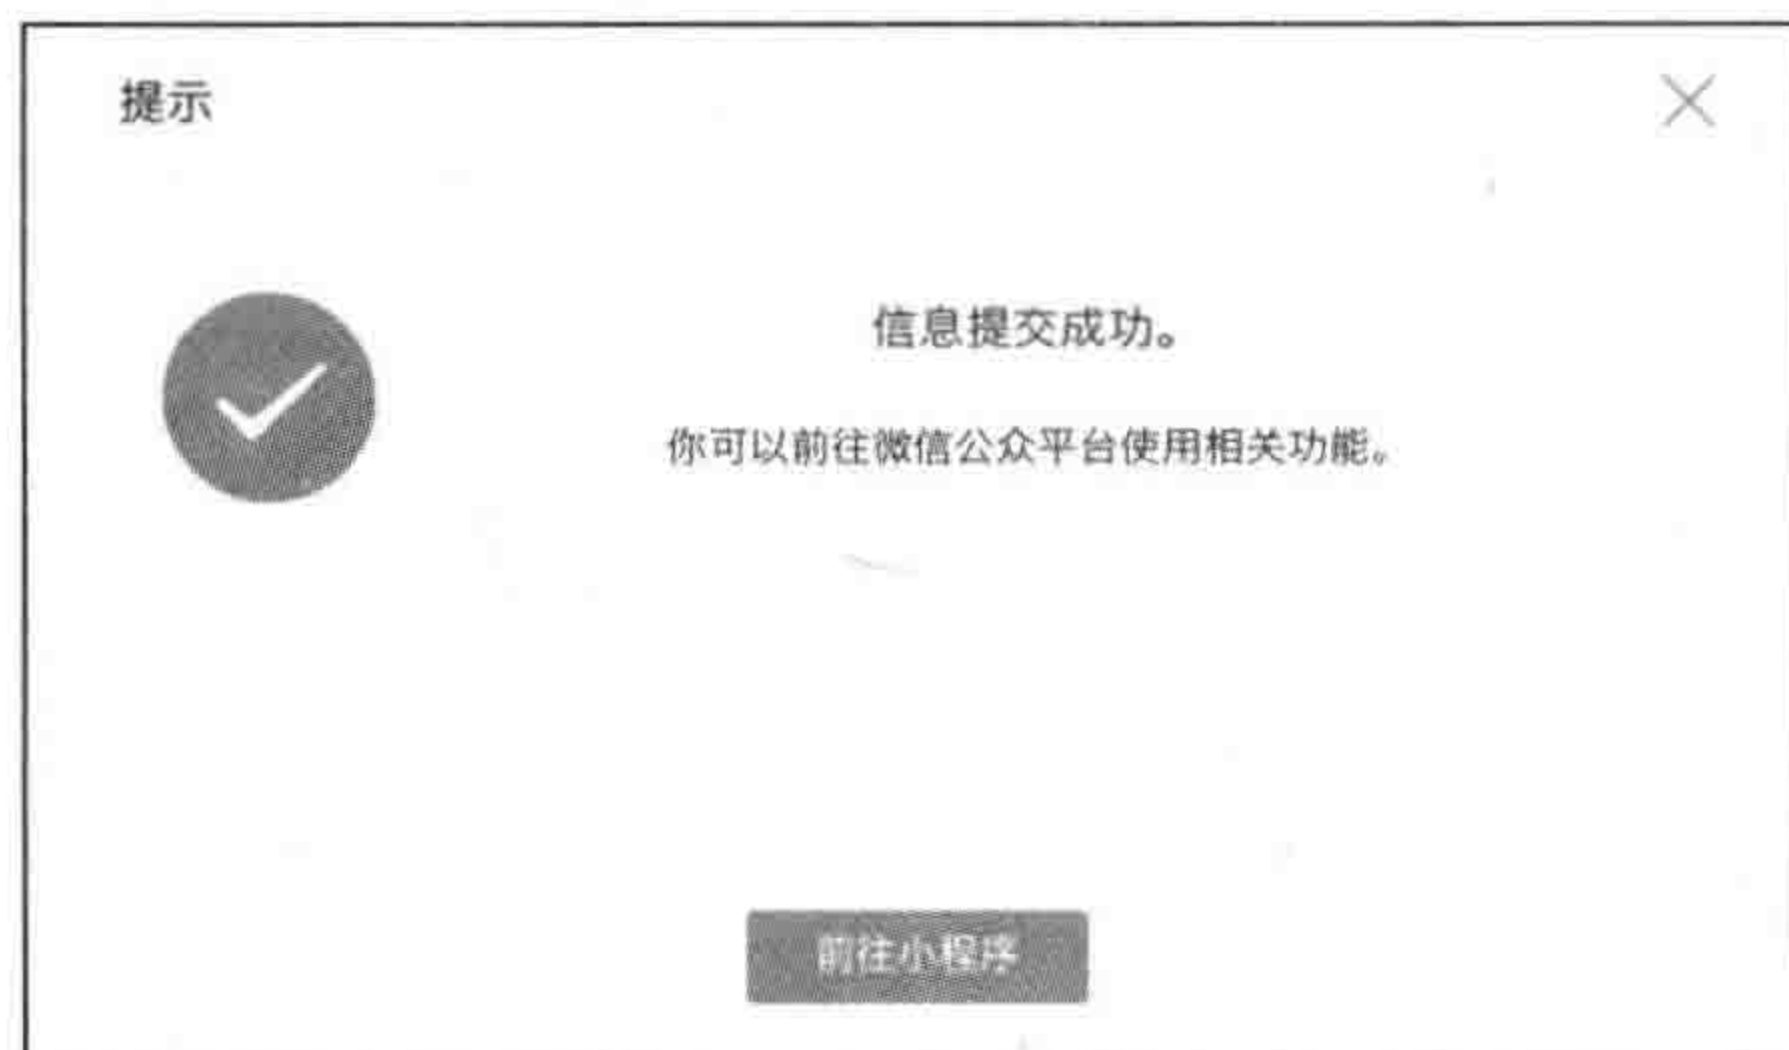 提示
信息提交成功。
你可以前往微信公众平台使用相关功能。
前往小程序